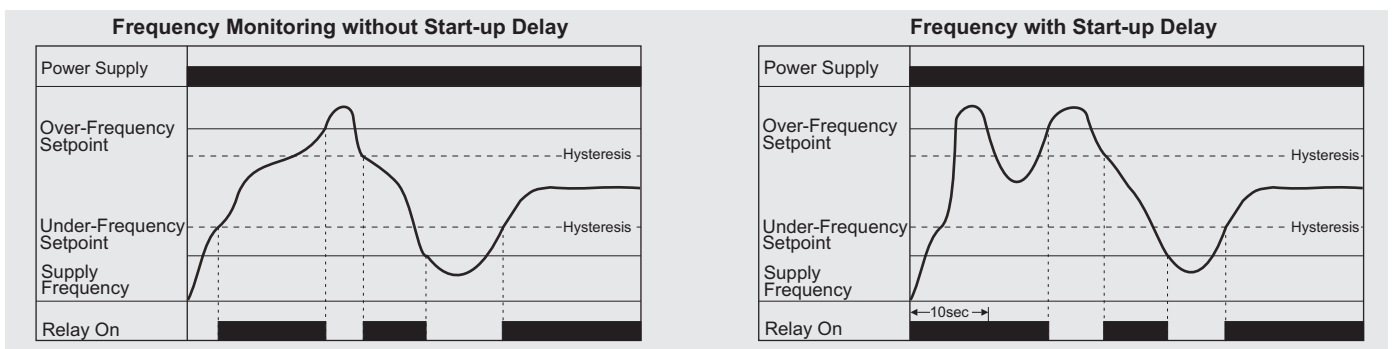 Frequency Monitoring without Start-up Delay
Power Supply
Over-Frequency
Setpoint
Hysteresis
Under-Frequency
Setpoint
Hysteresis
Supply
Frequency
Relay On
Frequency with Start-up Delay
Power Supply
Over-Frequency
Setpoint
Hysteresis
Under-Frequency
Setpoint
Hysteresis
Supply
Frequency
10sec
Relay On